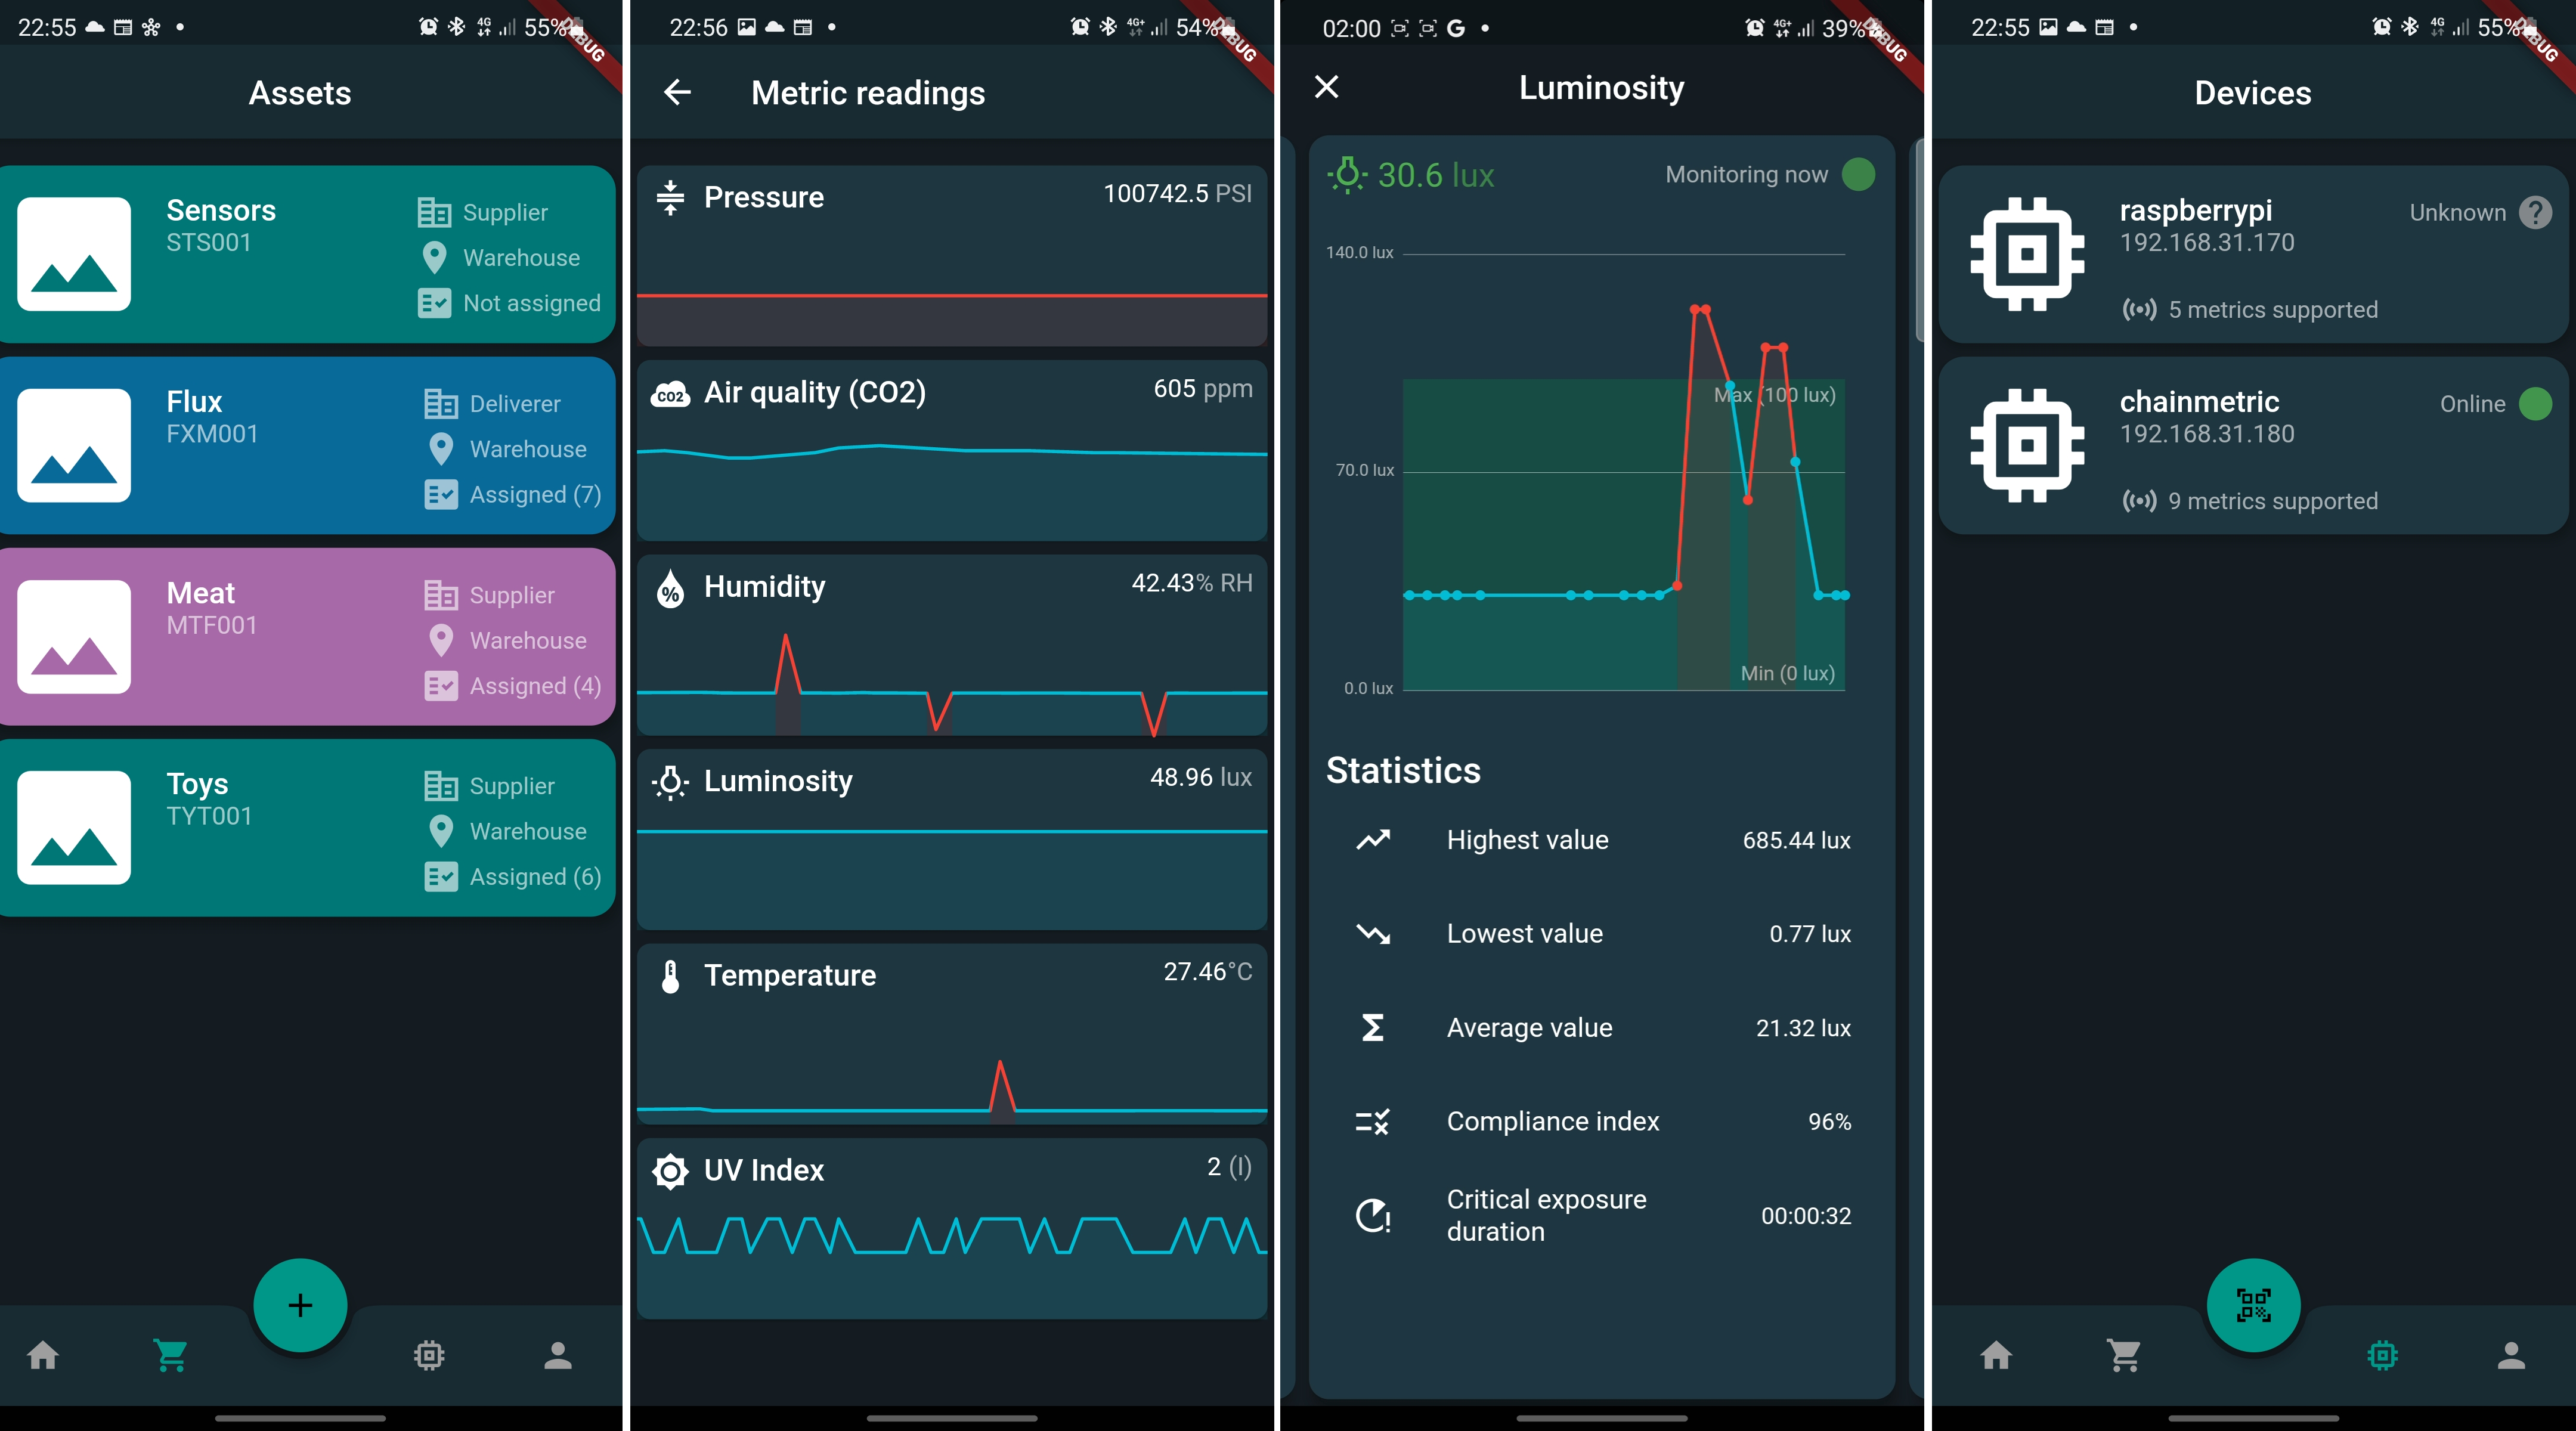 22:55
4G
55%
DEBUG
Assets
Sensors
STS001
Supplier
Warehouse
Not assigned
Flux
FXM001
Deliverer
Warehouse
Assigned (7)
Meat
MTF001
Supplier
Warehouse
Assigned (4)
Toys
TYT001
Supplier
Warehouse
Assigned (6)
22:56
4G+
54%
DEBUG
Metric readings
Pressure
100742.5 PSI
CO2
Air quality (CO2)
605 ppm
%
Humidity
42.43% RH
Luminosity
48.96 lux
Temperature
27.46°C
UV Index
2 (I)
02:00
G
4G+
39%
DEBUG
Luminosity
30.6 lux
Monitoring now
140.0 lux
Max (100 lux)
70.0 lux
Min (0 lux)
0.0 lux
Statistics
Highest value
685.44 lux
Lowest value
0.77 lux
Average value
21.32 lux
Compliance index
96%
Critical exposure
duration
00:00:32
22:55
4G
55%
DEBUG
Devices
raspberrypi
192.168.31.170
Unknown
5 metrics supported
chainmetric
192.168.31.180
Online
9 metrics supported